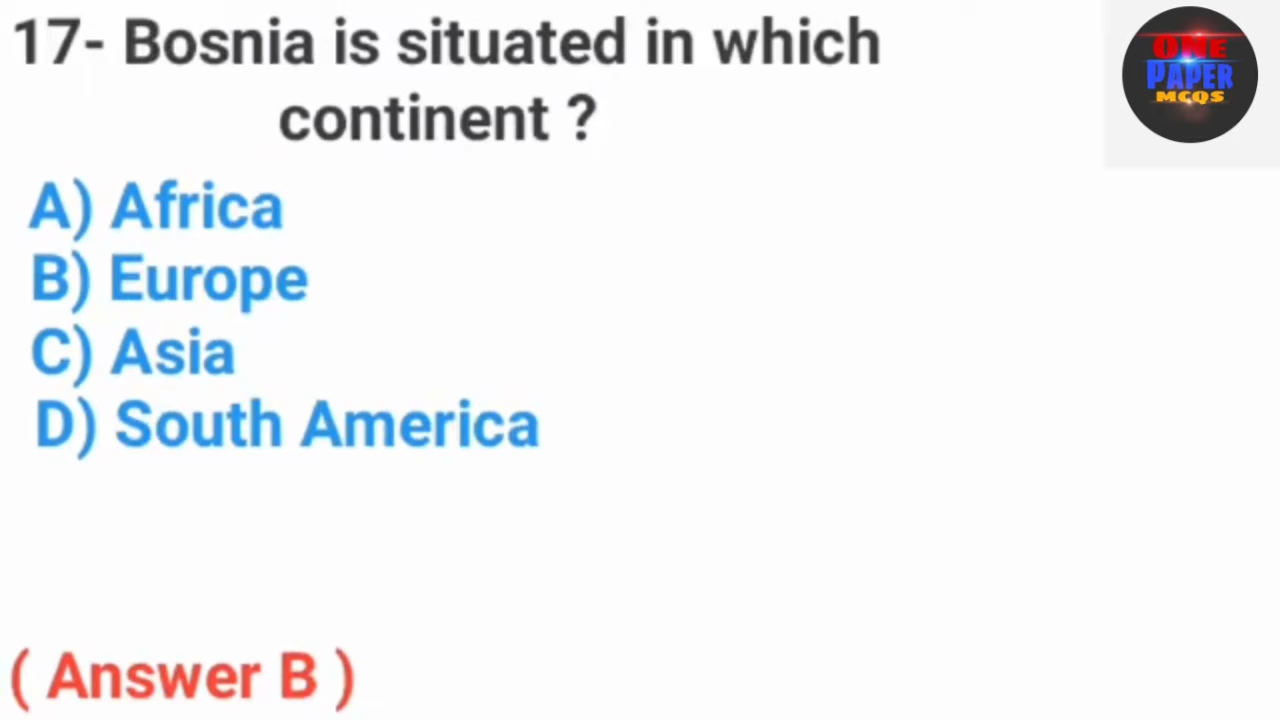 17- Bosnia is situated in which
continent ?
A) Africa
B) Europe
C) Asia
D) South America
( Answer B )
ONE
PAPER
MCQS